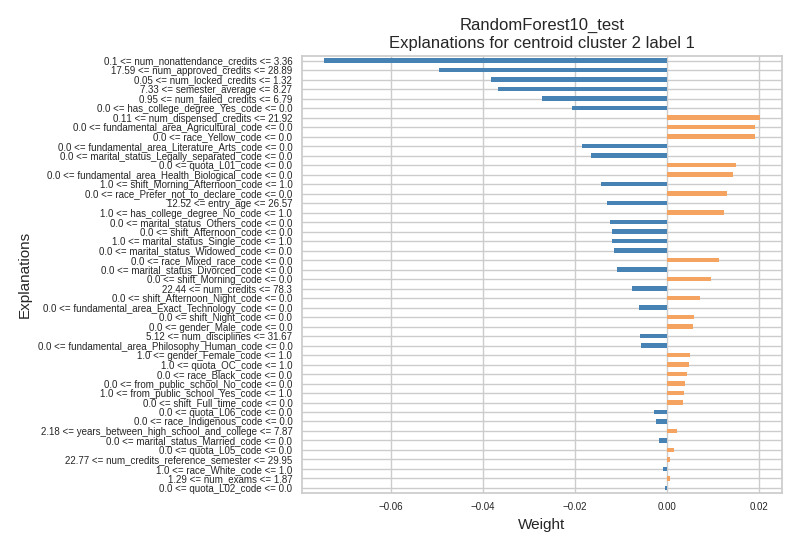 RandomForest10_test
Explanations for centroid cluster 2 label 1
0.1 <= num_nonattendance_credits <= 3.36
17.59 <= num_approved_credits <= 28.89
0.05 <= num_locked_credits <= 1.32
7.33 <= semester_average <= 8.27
0.95 <= num_failed_credits <= 6.79
0.0 <= has_college_degree_Yes_code <= 0.0
0.11 <= num_dispensed_credits <= 21.92
0.0 <= fundamental_area_Agricultural_code <= 0.0
0.0 <= race_Yellow_code <= 0.0
0.0 <= fundamental_area_Literature_Arts_code <= 0.0
0.0 <= marital_status_Legally_separated_code <= 0.0
0.0 <= quota_L01_code <= 0.0
0.0 <= fundamental_area_Health_Biological_code <= 0.0
1.0 <= shift_Morning_Afternoon_code <= 1.0
0.0 <= race_Prefer_not_to_declare_code <= 0.0
12.52 <= entry_age <= 26.57
1.0 <= has_college_degree_No_code <= 1.0
0.0 <= marital_status_Others_code <= 0.0
0.0 <= shift_Afternoon_code <= 0.0
1.0 <= marital_status_Single_code <= 1.0
0.0 <= marital_status_Widowed_code <= 0.0
0.0 <= race_Mixed_race_code <= 0.0
0.0 <= marital_status_Divorced_code <= 0.0
0.0 <= shift_Morning_code <= 0.0
22.44 <= num_credits <= 78.3
0.0 <= shift_Afternoon_Night_code <= 0.0
0.0 <= fundamental_area_Exact_Technology_code <= 0.0
0.0 <= shift_Night_code <= 0.0
0.0 <= gender_Male_code <= 0.0
5.12 <= num_disciplines <= 31.67
0.0 <= fundamental_area_Philosophy_Human_code <= 0.0
1.0 <= gender_Female_code <= 1.0
1.0 <= quota_OC_code <= 1.0
0.0 <= race_Black_code <= 0.0
0.0 <= from_public_school_No_code <= 0.0
1.0 <= from_public_school_Yes_code <= 1.0
0.0 <= shift_Full_time_code <= 0.0
0.0 <= quota_L06_code <= 0.0
0.0 <= race_Indigenous_code <= 0.0
2.18 <= years_between_high_school_and_college <= 7.87
0.0 <= marital_status_Married_code <= 0.0
0.0 <= quota_L05_code <= 0.0
22.77 <= num_credits_reference_semester <= 29.95
1.0 <= race_White_code <= 1.0
1.29 <= num_exams <= 1.87
0.0 <= quota_L02_code <= 0.0
Explanations
−0.06 −0.04 −0.02 0.00 0.02
Weight